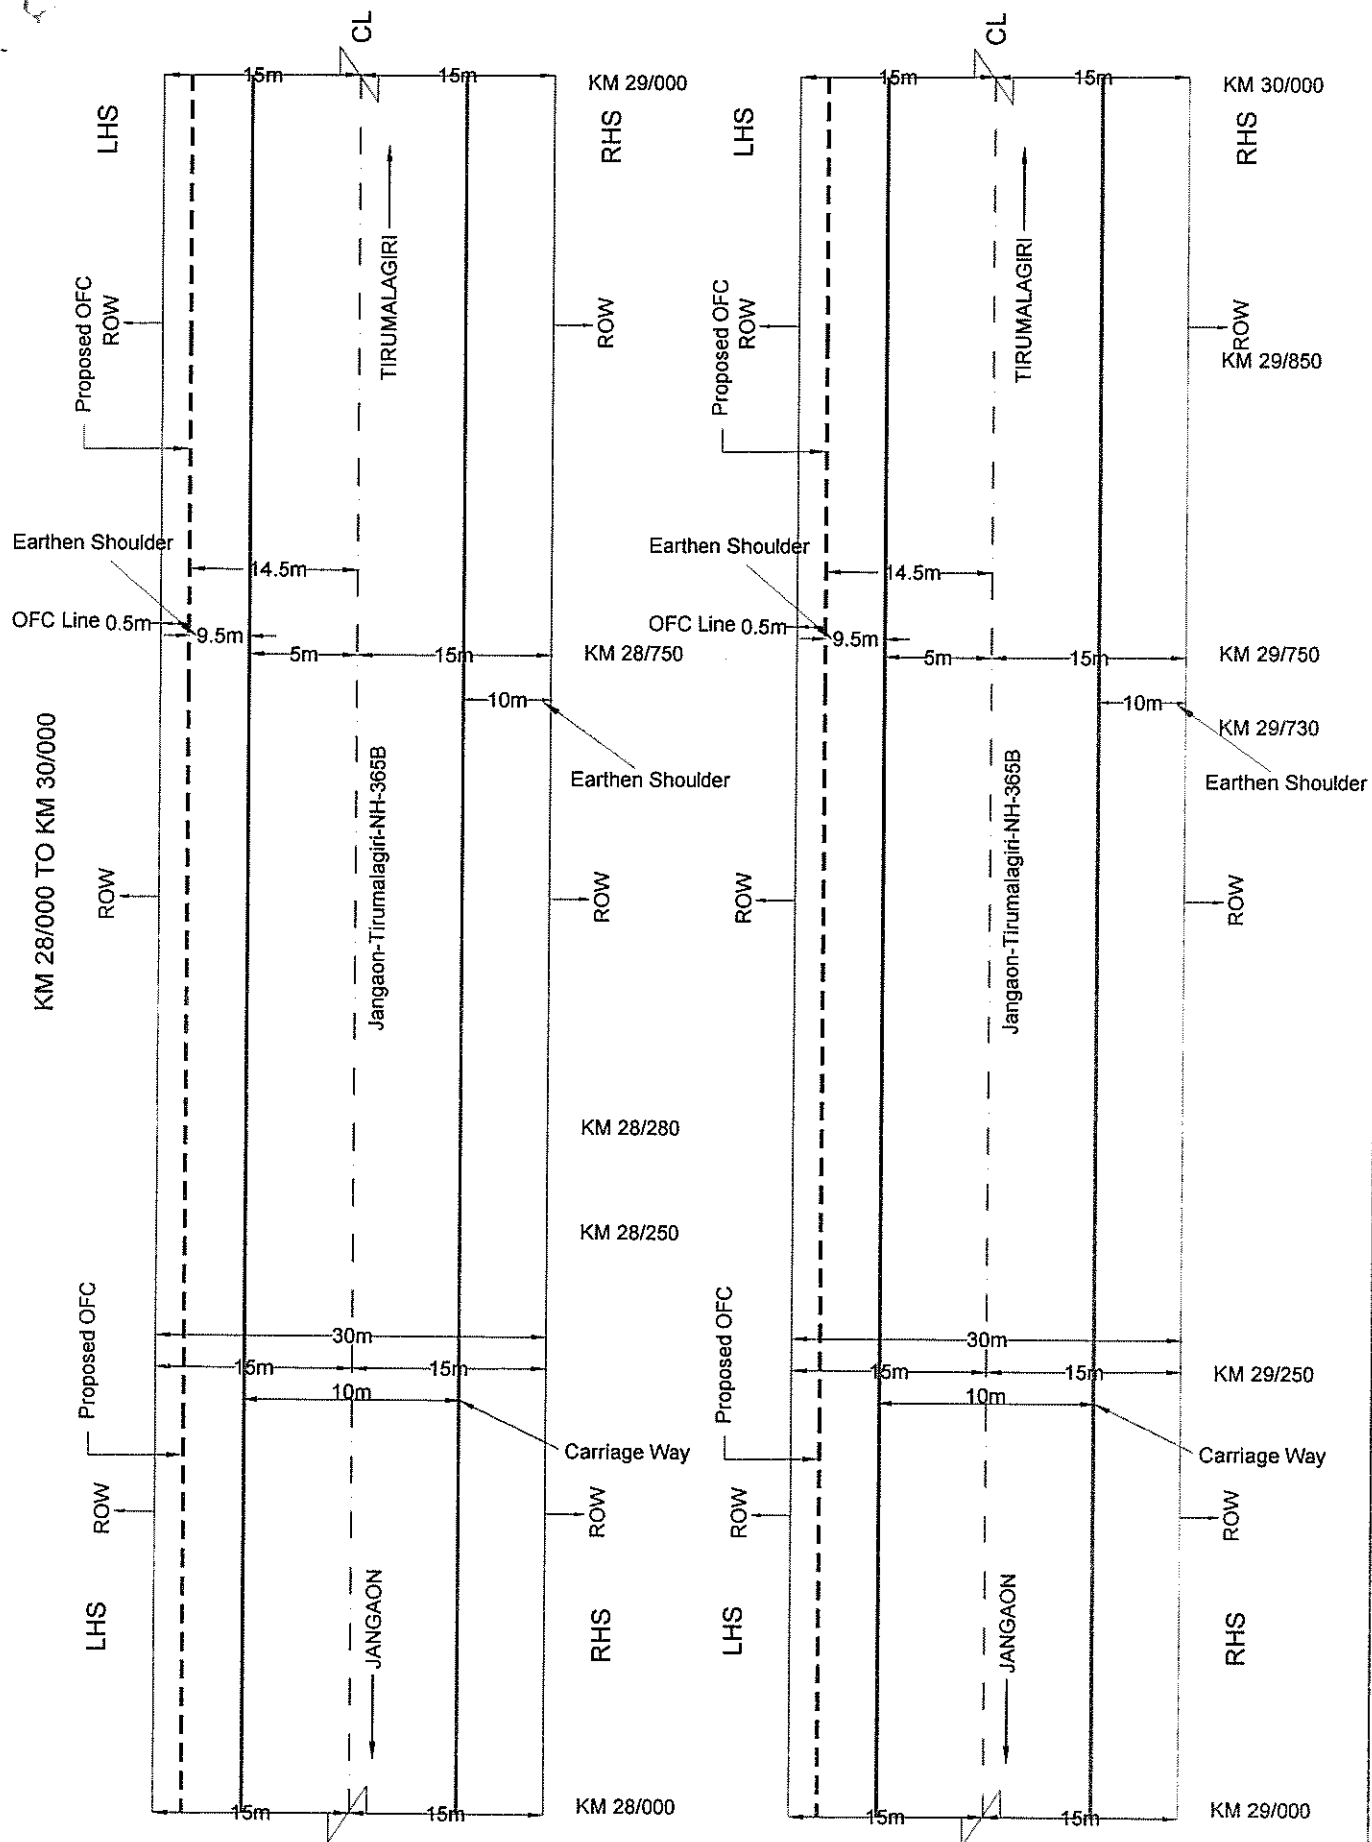 KM 28/000 TO KM 30/000
CL
15m
15m
KM 29/000
LHS
RHS
Proposed OFC
ROW
ROW
TIRUMALAGIRI
Earthen Shoulder
14.5m
OFC Line 0.5m
9.5m
5m
15m
KM 28/750
10m
Earthen Shoulder
Jangaon-Tirumalagiri-NH-365B
ROW
ROW
KM 28/280
KM 28/250
Proposed OFC
30m
15m
15m
10m
Carriage Way
ROW
ROW
LHS
JANGAON
RHS
15m
15m
KM 28/000
CL
15m
15m
KM 30/000
LHS
RHS
Proposed OFC
ROW
ROW
TIRUMALAGIRI
KM 29/850
Earthen Shoulder
14.5m
OFC Line 0.5m
9.5m
5m
15m
KM 29/750
10m
KM 29/730
Earthen Shoulder
Jangaon-Tirumalagiri-NH-365B
ROW
ROW
Proposed OFC
30m
15m
15m
KM 29/250
10m
Carriage Way
ROW
ROW
LHS
JANGAON
RHS
15m
15m
KM 29/000